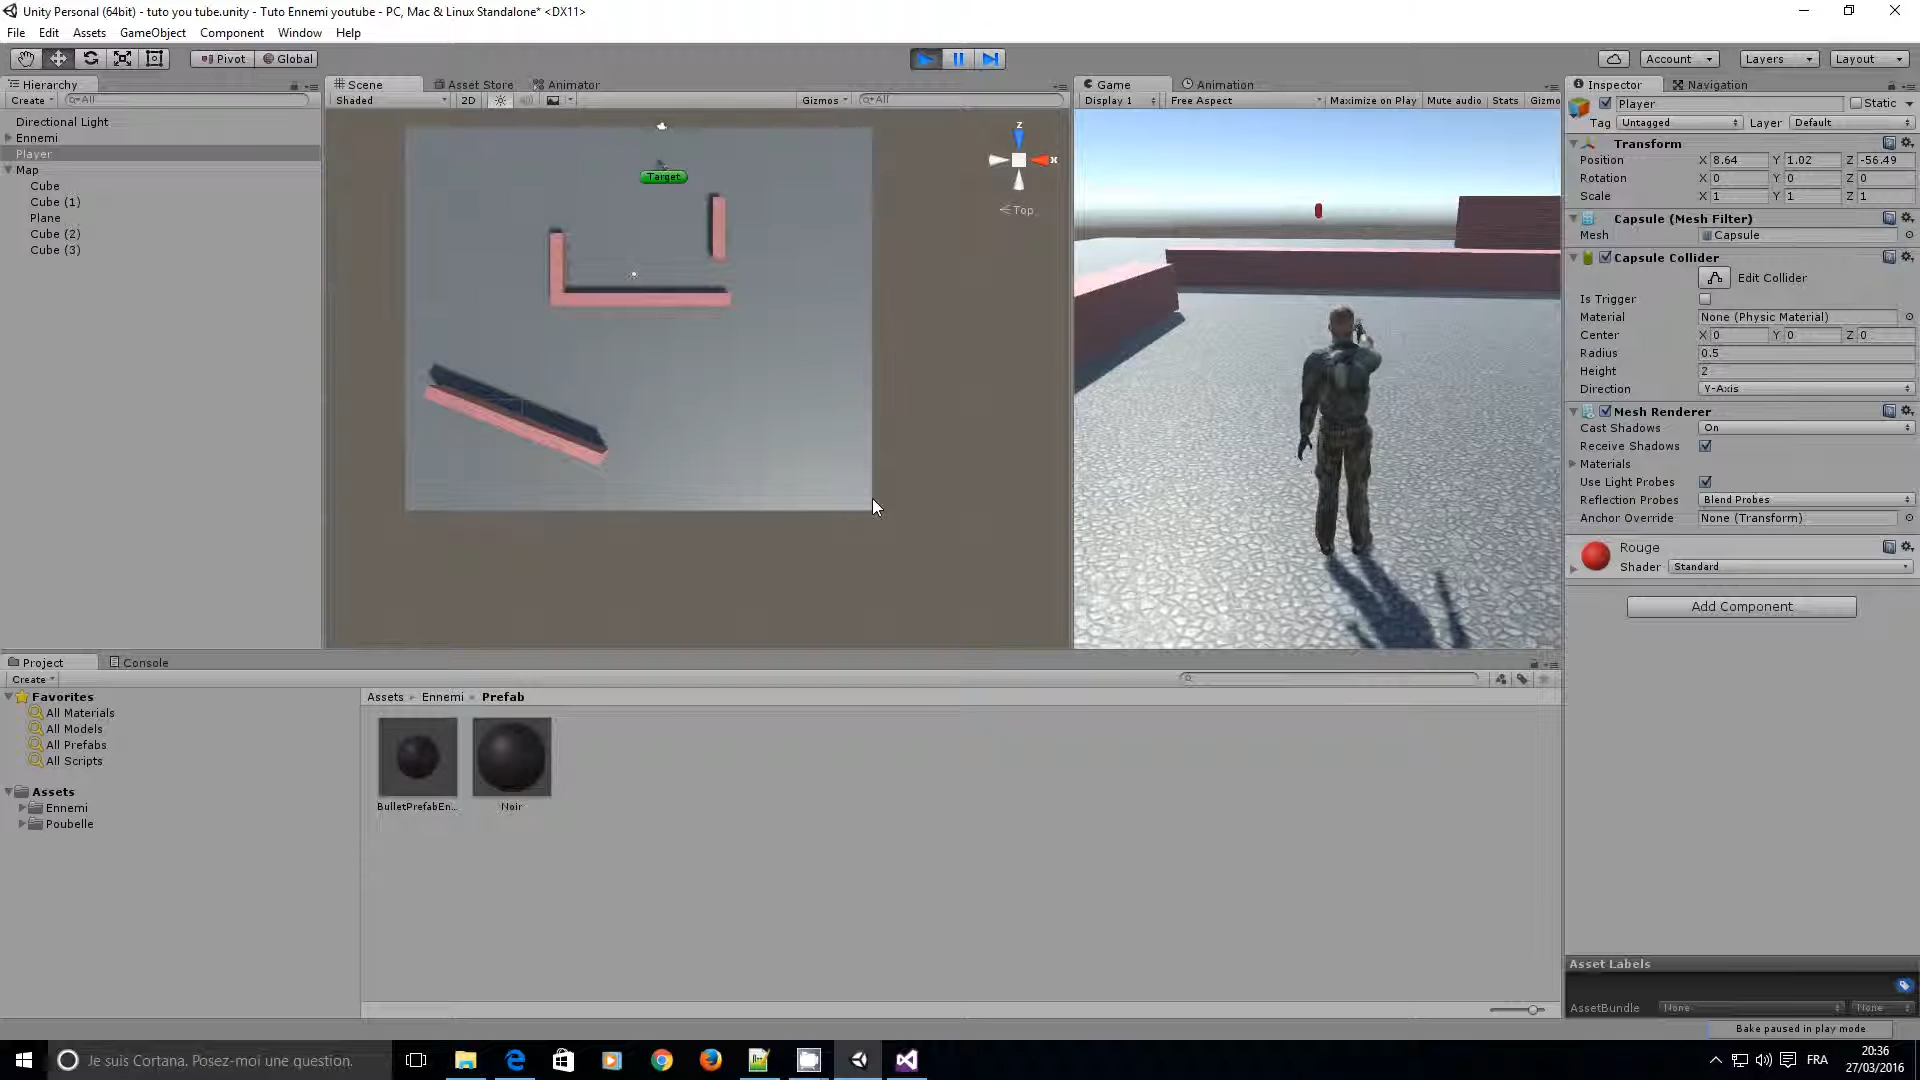 Unity Personal (64bit) - tuto you tube.unity - Tuto Ennemi youtube - PC, Mac & Linux Standalone* <DX11>
File Edit Assets GameObject Component Window Help
Pivot Global Account Layers Layout
Hierarchy
Create All
Directional Light
Ennemi
Player
Map
Cube
Cube (1)
Plane
Cube (2)
Cube (3)
Scene Asset Store Animator
Shaded 2D Gizmos All
Target
z
x
Top
Game Animation
Display 1 Free Aspect Maximize on Play Mute audio Stats Gizmo
Inspector Navigation
Player Static
Tag Untagged Layer Default
Transform
Position X 8.64 Y 1.02 Z -56.49
Rotation X 0 Y 0 Z 0
Scale X 1 Y 1 Z 1
Capsule (Mesh Filter)
Mesh Capsule
Capsule Collider
Edit Collider
Is Trigger
Material None (Physic Material)
Center X 0 Y 0 Z 0
Radius 0.5
Height 2
Direction Y-Axis
Mesh Renderer
Cast Shadows On
Receive Shadows
Materials
Use Light Probes
Reflection Probes Blend Probes
Anchor Override None (Transform)
Rouge
Shader Standard
Add Component
Project Console
Create
Favorites
All Materials
All Models
All Prefabs
All Scripts
Assets
Ennemi
Poubelle
Assets Ennemi Prefab
BulletPrefabEn...
Noir
Asset Labels
AssetBundle None None
Bake paused in play mode
Je suis Cortana. Posez-moi une question.
FRA
20:36
27/03/2016